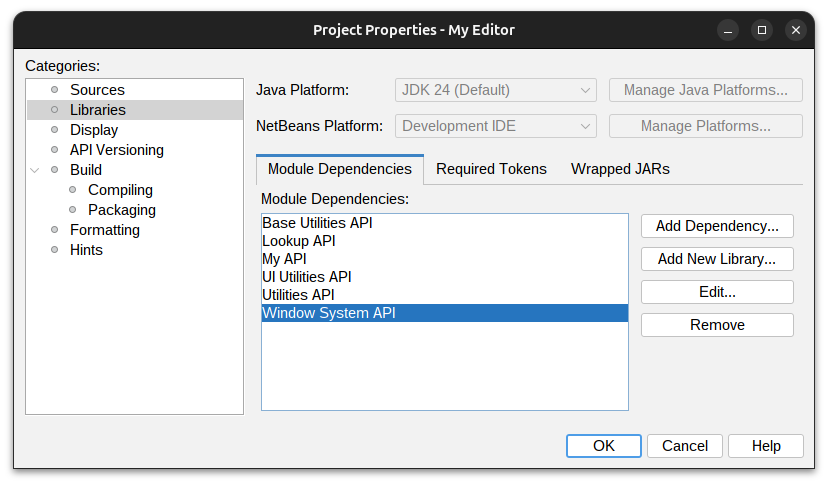 Project Properties - My Editor
Categories:
Sources
Libraries
Display
API Versioning
Build
Compiling
Packaging
Formatting
Hints
Java Platform: JDK 24 (Default) Manage Java Platforms...
NetBeans Platform: Development IDE Manage Platforms...
Module Dependencies Required Tokens Wrapped JARs
Module Dependencies:
Base Utilities API
Lookup API
My API
UI Utilities API
Utilities API
Window System API
Add Dependency...
Add New Library...
Edit...
Remove
OK Cancel Help